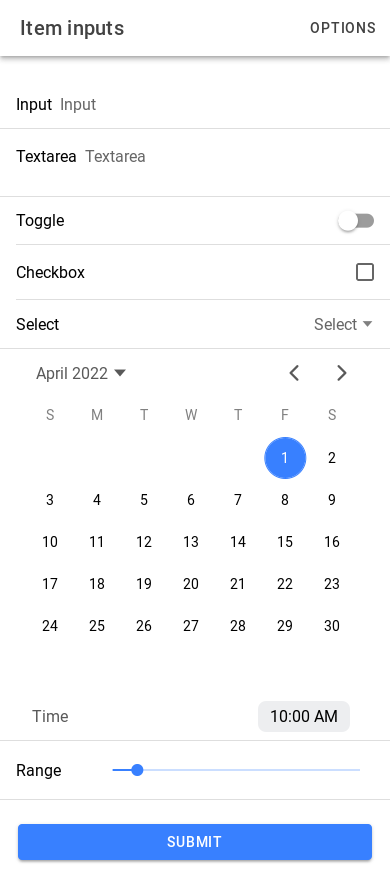 Item inputs OPTIONS
Input Input
Textarea Textarea
Toggle
Checkbox
Select Select
April 2022
S M T W T F S
1 2
3 4 5 6 7 8 9
10 11 12 13 14 15 16
17 18 19 20 21 22 23
24 25 26 27 28 29 30
Time 10:00 AM
Range
SUBMIT